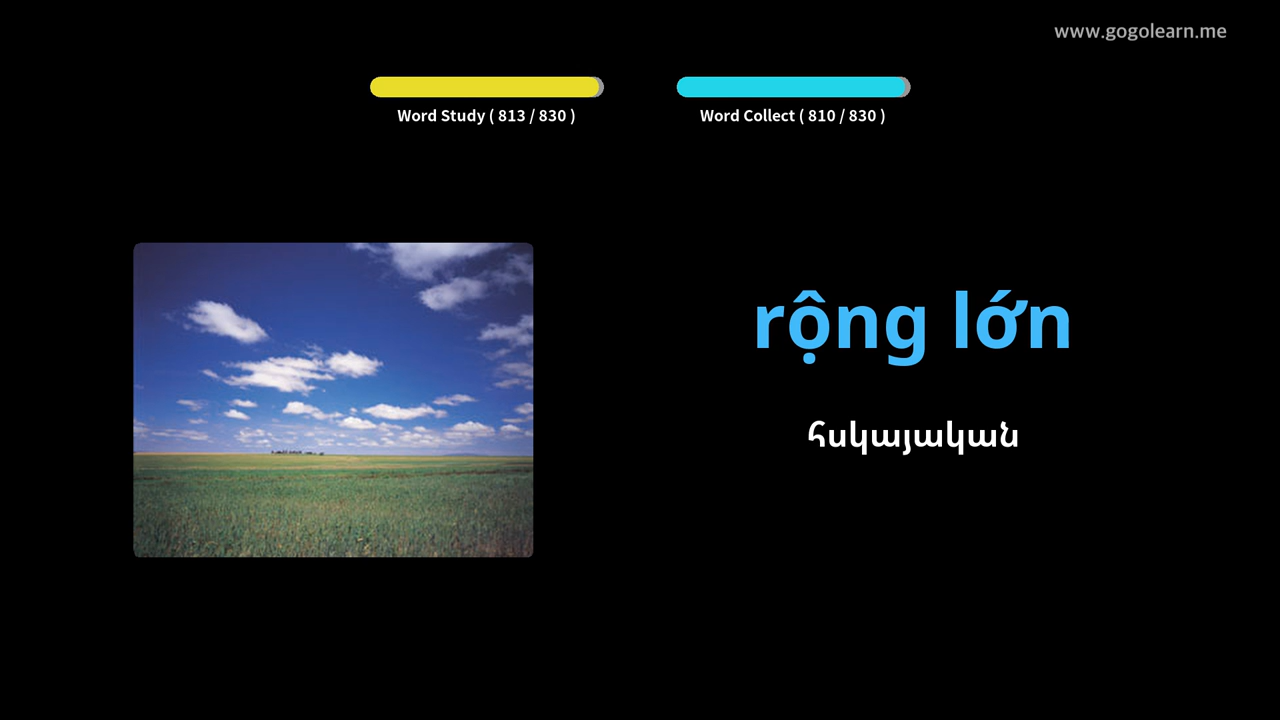 www.gogolearn.me
Word Study ( 813 / 830 )
Word Collect ( 810 / 830 )
rộng lớn
հսկայական